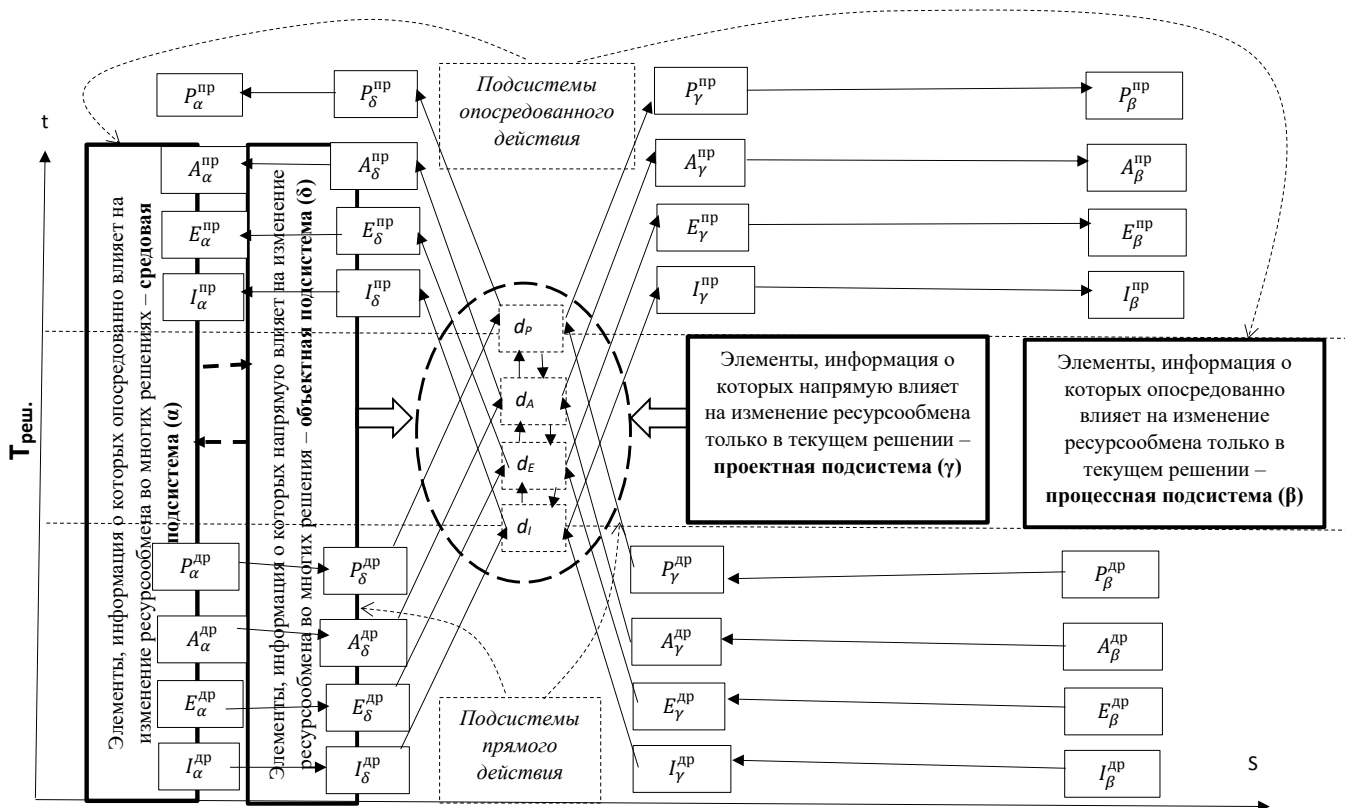 Подсистемы
опосредованного
действия
P_α^пр
P_δ^пр
P_γ^пр
P_β^пр
t
A_α^пр
A_δ^пр
A_γ^пр
A_β^пр
E_α^пр
E_δ^пр
E_γ^пр
E_β^пр
I_α^пр
I_δ^пр
I_γ^пр
I_β^пр
Элементы, информация о которых опосредованно влияет на
изменение ресурсообмена во многих решениях – средовая
подсистема (α)
Элементы, информация о которых напрямую влияет на изменение
ресурсообмена во многих решения – объектная подсистема (δ)
T_реш.
d_P
d_A
d_E
d_I
Элементы, информация о
которых напрямую влияет
на изменение ресурсообмена
только в текущем решении –
проектная подсистема (γ)
Элементы, информация о
которых опосредованно
влияет на изменение
ресурсообмена только в
текущем решении –
процессная подсистема (β)
P_α^др
P_δ^др
P_γ^др
P_β^др
A_α^др
A_δ^др
A_γ^др
A_β^др
E_α^др
E_δ^др
E_γ^др
E_β^др
I_α^др
I_δ^др
I_γ^др
I_β^др
Подсистемы
прямого
действия
S